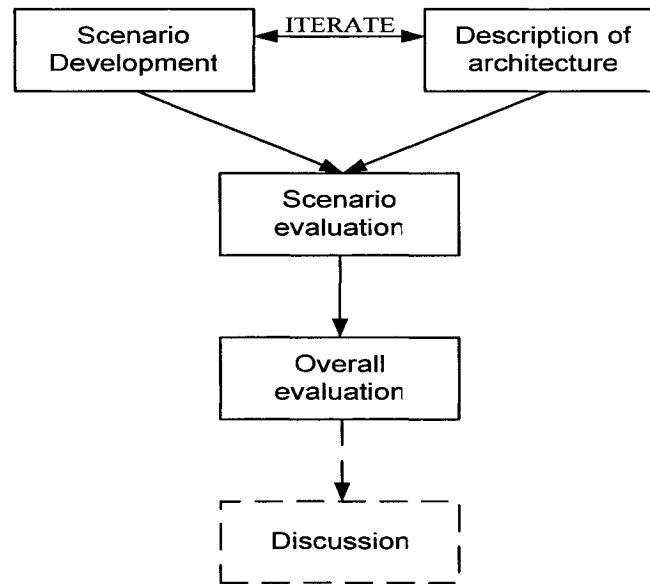 Scenario
Development
ITERATE
Description of
architecture
Scenario
evaluation
Overall
evaluation
Discussion